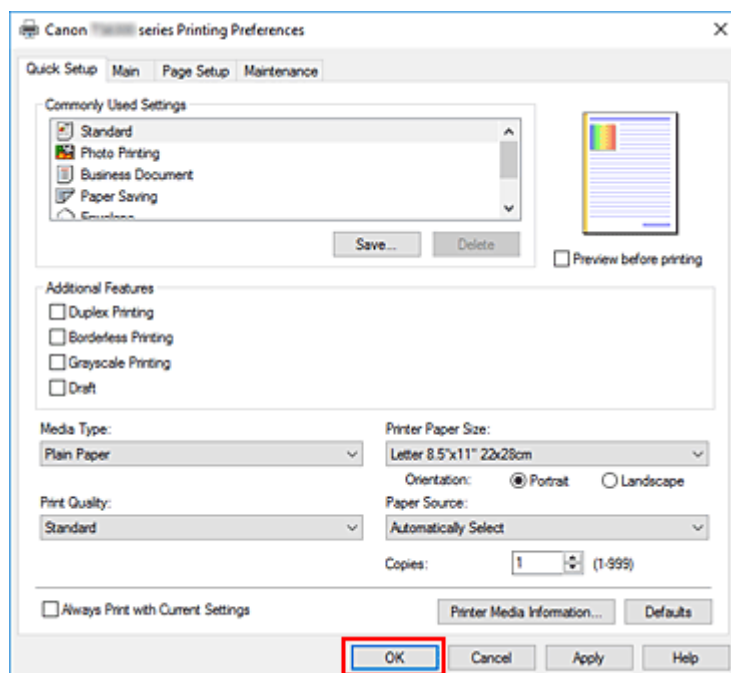 Canon series Printing Preferences
Quick Setup Main Page Setup Maintenance
Commonly Used Settings
Standard
Photo Printing
Business Document
Paper Saving
Save... Delete
Preview before printing
Additional Features
Duplex Printing
Borderless Printing
Grayscale Printing
Draft
Media Type:
Plain Paper
Printer Paper Size:
Letter 8.5"x11" 22x28cm
Orientation: Portrait Landscape
Print Quality:
Standard
Paper Source:
Automatically Select
Copies: 1 (1-999)
Always Print with Current Settings
Printer Media Information... Defaults
OK Cancel Apply Help